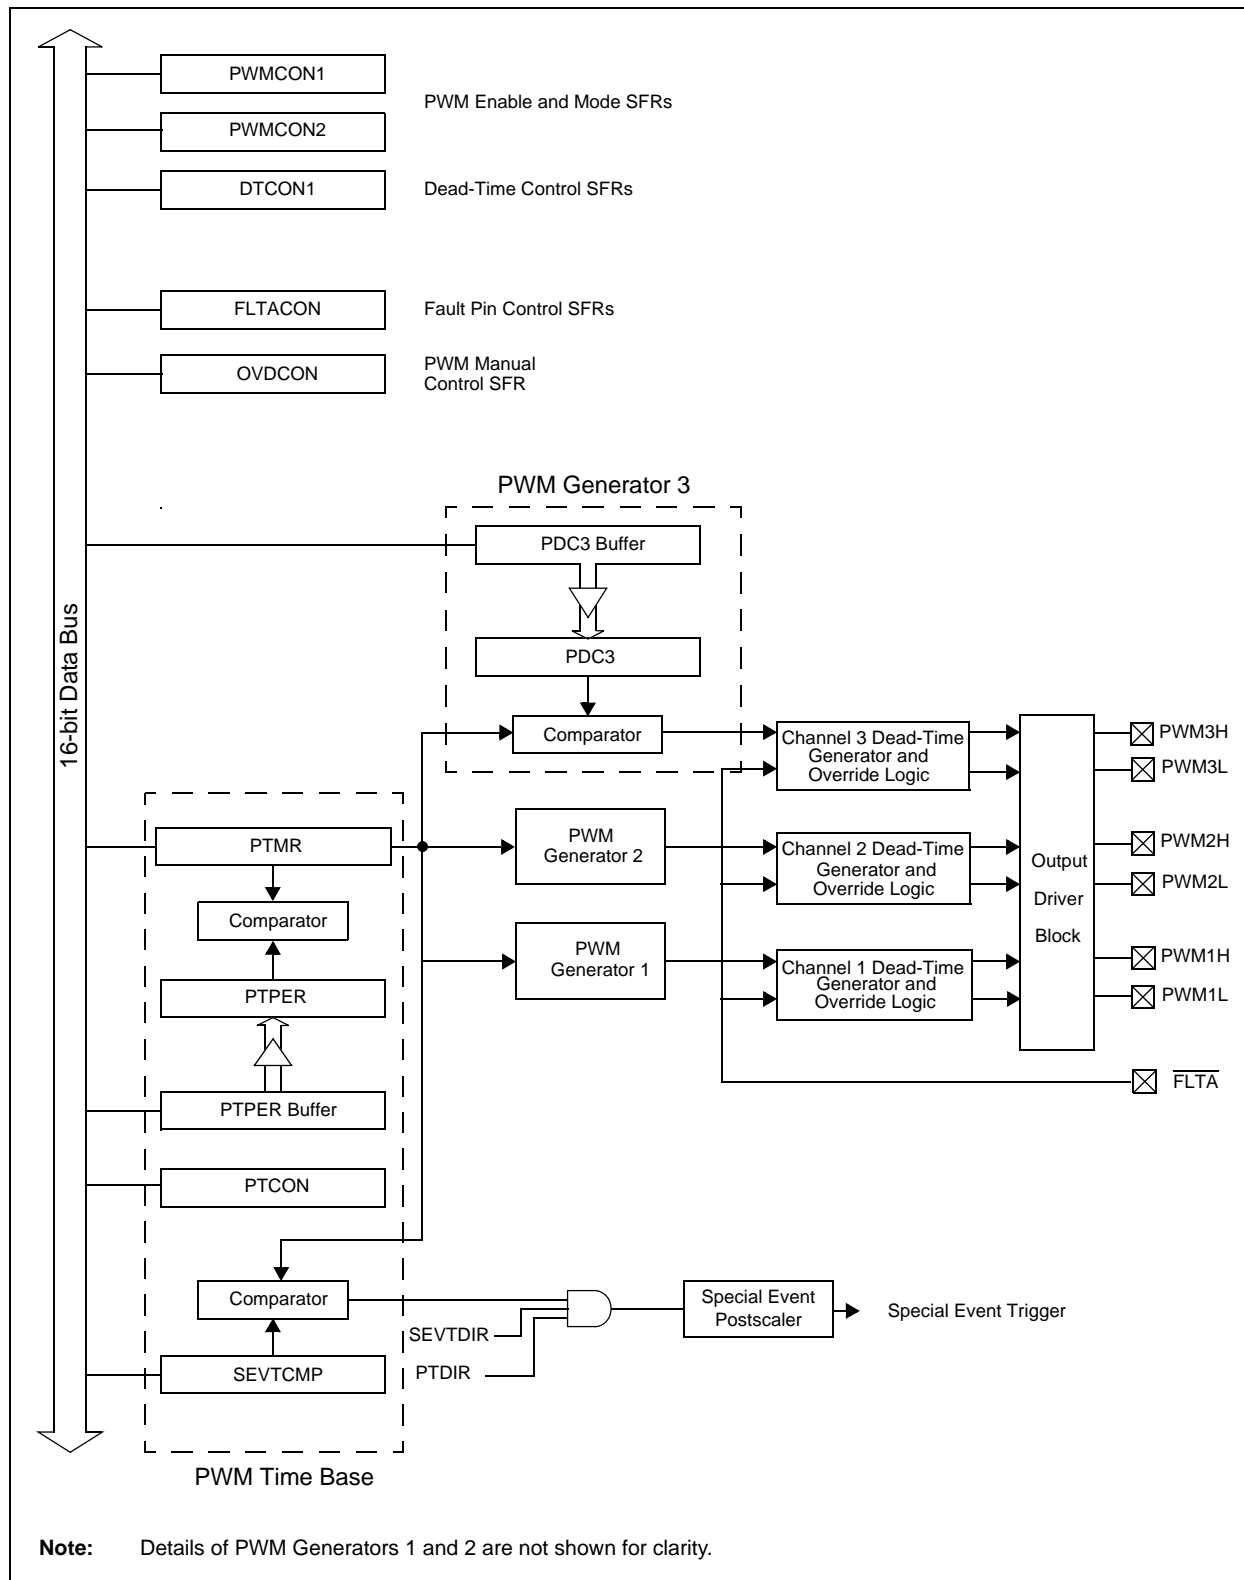 PWMCON1
PWM Enable and Mode SFRs
PWMCON2
DTCON1
Dead-Time Control SFRs
FLTACON
Fault Pin Control SFRs
OVDCON
PWM Manual
Control SFR
16-bit Data Bus
PWM Generator 3
PDC3 Buffer
PDC3
Comparator
Channel 3 Dead-Time
Generator and
Override Logic
PWM3H
PWM3L
PTMR
PWM
Generator 2
Channel 2 Dead-Time
Generator and
Override Logic
PWM2H
PWM2L
Output
Driver
Block
Comparator
PWM
Generator 1
Channel 1 Dead-Time
Generator and
Override Logic
PWM1H
PWM1L
PTPER
FLTA
PTPER Buffer
PTCON
Comparator
SEVTDIR
PTDIR
Special Event
Postscaler
Special Event Trigger
SEVTCMP
PWM Time Base
Note: Details of PWM Generators 1 and 2 are not shown for clarity.